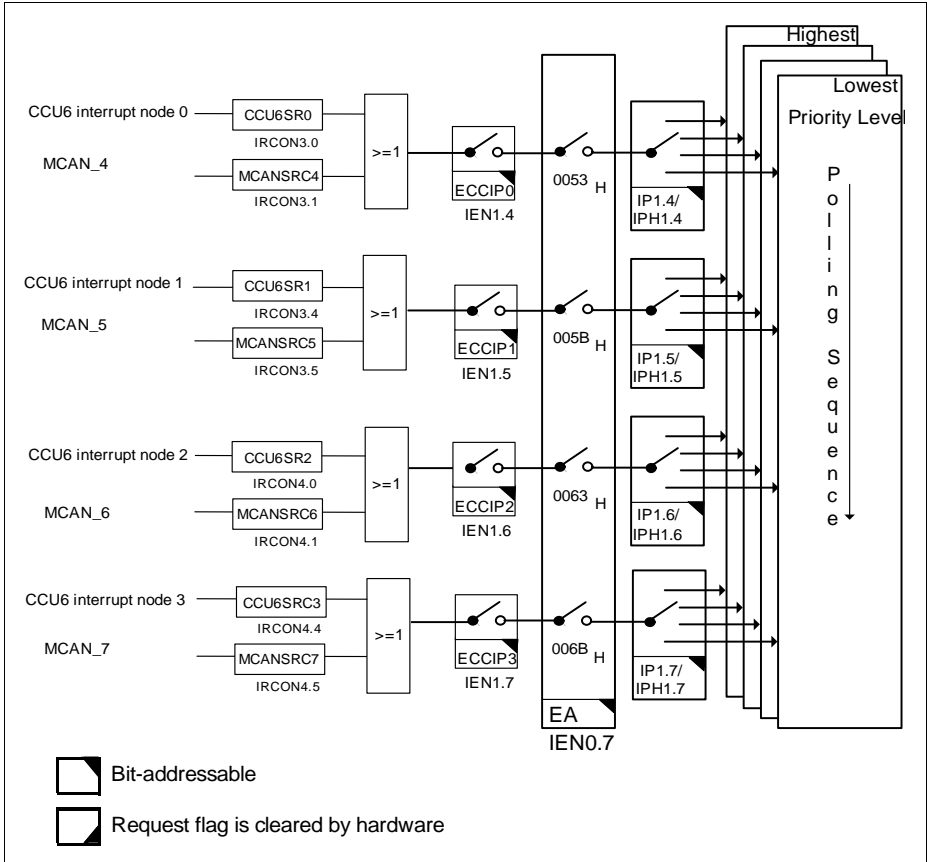 Highest
Lowest
Priority Level
Polling Sequence
CCU6 interrupt node 0
CCU6SR0
IRCON3.0
MCAN_4
MCANSRC4
IRCON3.1
>=1
ECCIP0
IEN1.4
0053 H
IP1.4/
IPH1.4
CCU6 interrupt node 1
CCU6SR1
IRCON3.4
MCAN_5
MCANSRC5
IRCON3.5
>=1
ECCIP1
IEN1.5
005B H
IP1.5/
IPH1.5
CCU6 interrupt node 2
CCU6SR2
IRCON4.0
MCAN_6
MCANSRC6
IRCON4.1
>=1
ECCIP2
IEN1.6
0063 H
IP1.6/
IPH1.6
CCU6 interrupt node 3
CCU6SRC3
IRCON4.4
MCAN_7
MCANSRC7
IRCON4.5
>=1
ECCIP3
IEN1.7
006B H
IP1.7/
IPH1.7
EA
IEN0.7
Bit-addressable
Request flag is cleared by hardware